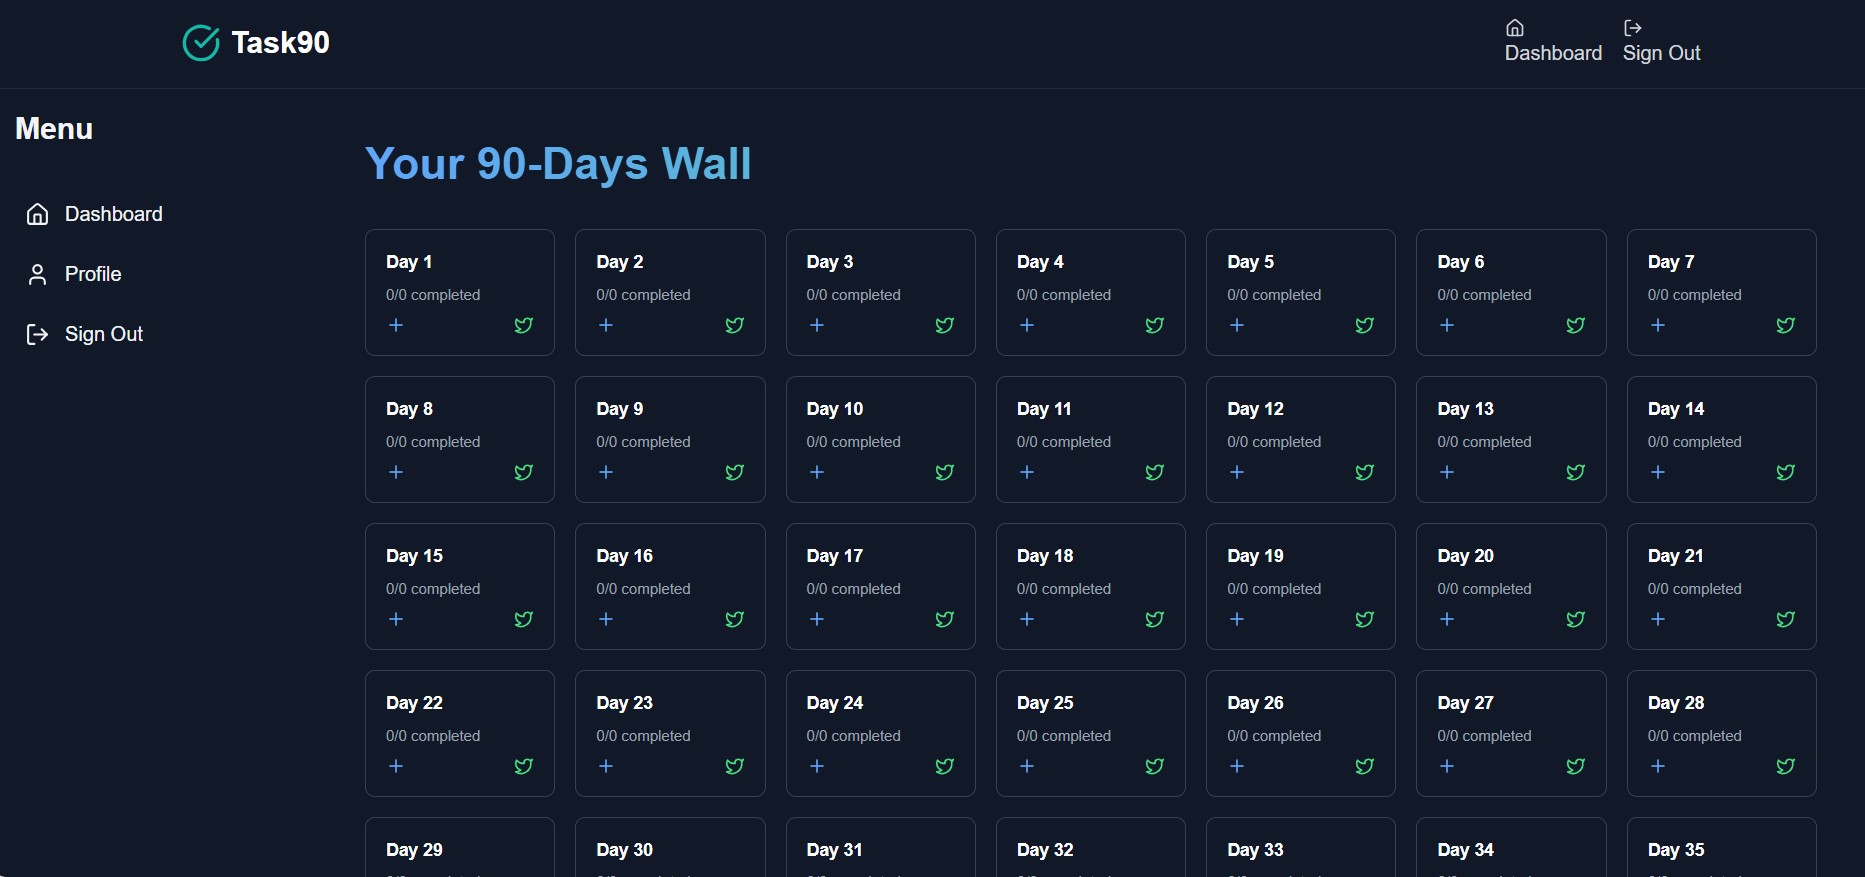 Task90
Dashboard Sign Out
Menu
Dashboard
Profile
Sign Out
Your 90-Days Wall
Day 1 Day 2 Day 3 Day 4 Day 5 Day 6 Day 7
0/0 completed 0/0 completed 0/0 completed 0/0 completed 0/0 completed 0/0 completed 0/0 completed
Day 8 Day 9 Day 10 Day 11 Day 12 Day 13 Day 14
0/0 completed 0/0 completed 0/0 completed 0/0 completed 0/0 completed 0/0 completed 0/0 completed
Day 15 Day 16 Day 17 Day 18 Day 19 Day 20 Day 21
0/0 completed 0/0 completed 0/0 completed 0/0 completed 0/0 completed 0/0 completed 0/0 completed
Day 22 Day 23 Day 24 Day 25 Day 26 Day 27 Day 28
0/0 completed 0/0 completed 0/0 completed 0/0 completed 0/0 completed 0/0 completed 0/0 completed
Day 29 Day 30 Day 31 Day 32 Day 33 Day 34 Day 35